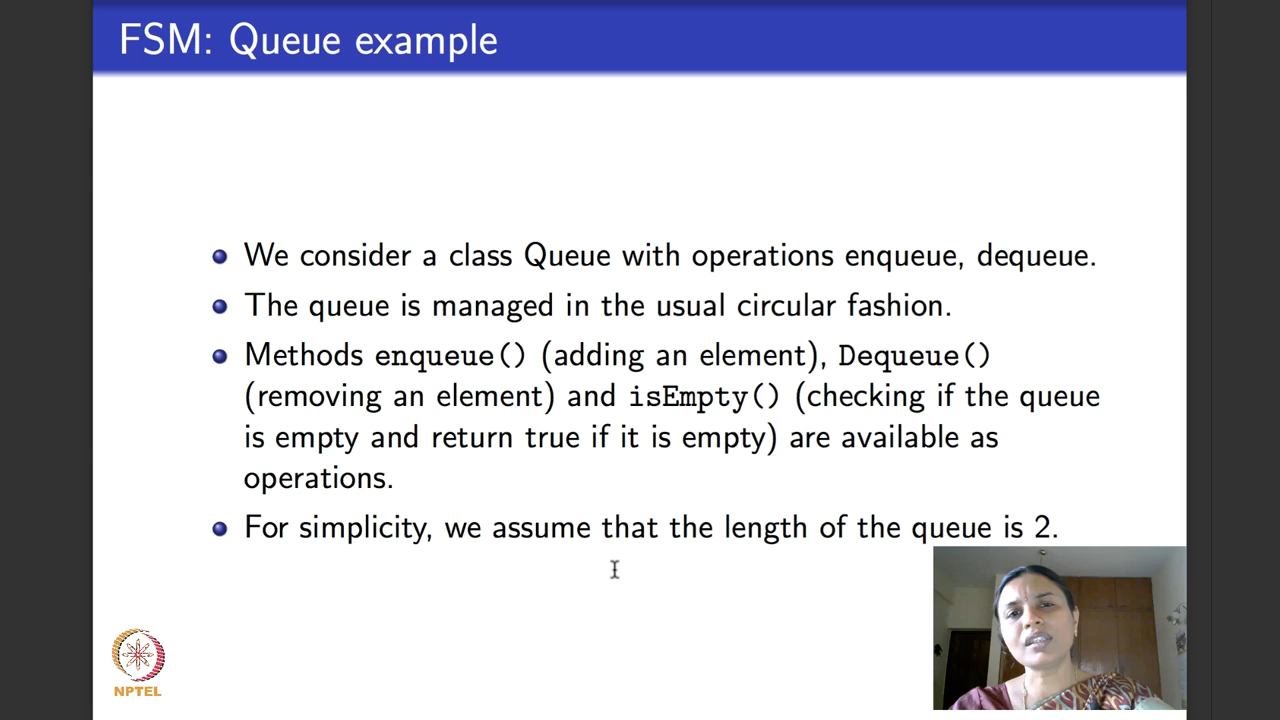 FSM: Queue example
We consider a class Queue with operations enqueue, dequeue.
The queue is managed in the usual circular fashion.
Methods enqueue() (adding an element), Dequeue()
(removing an element) and isEmpty() (checking if the queue
is empty and return true if it is empty) are available as
operations.
For simplicity, we assume that the length of the queue is 2.
NPTEL